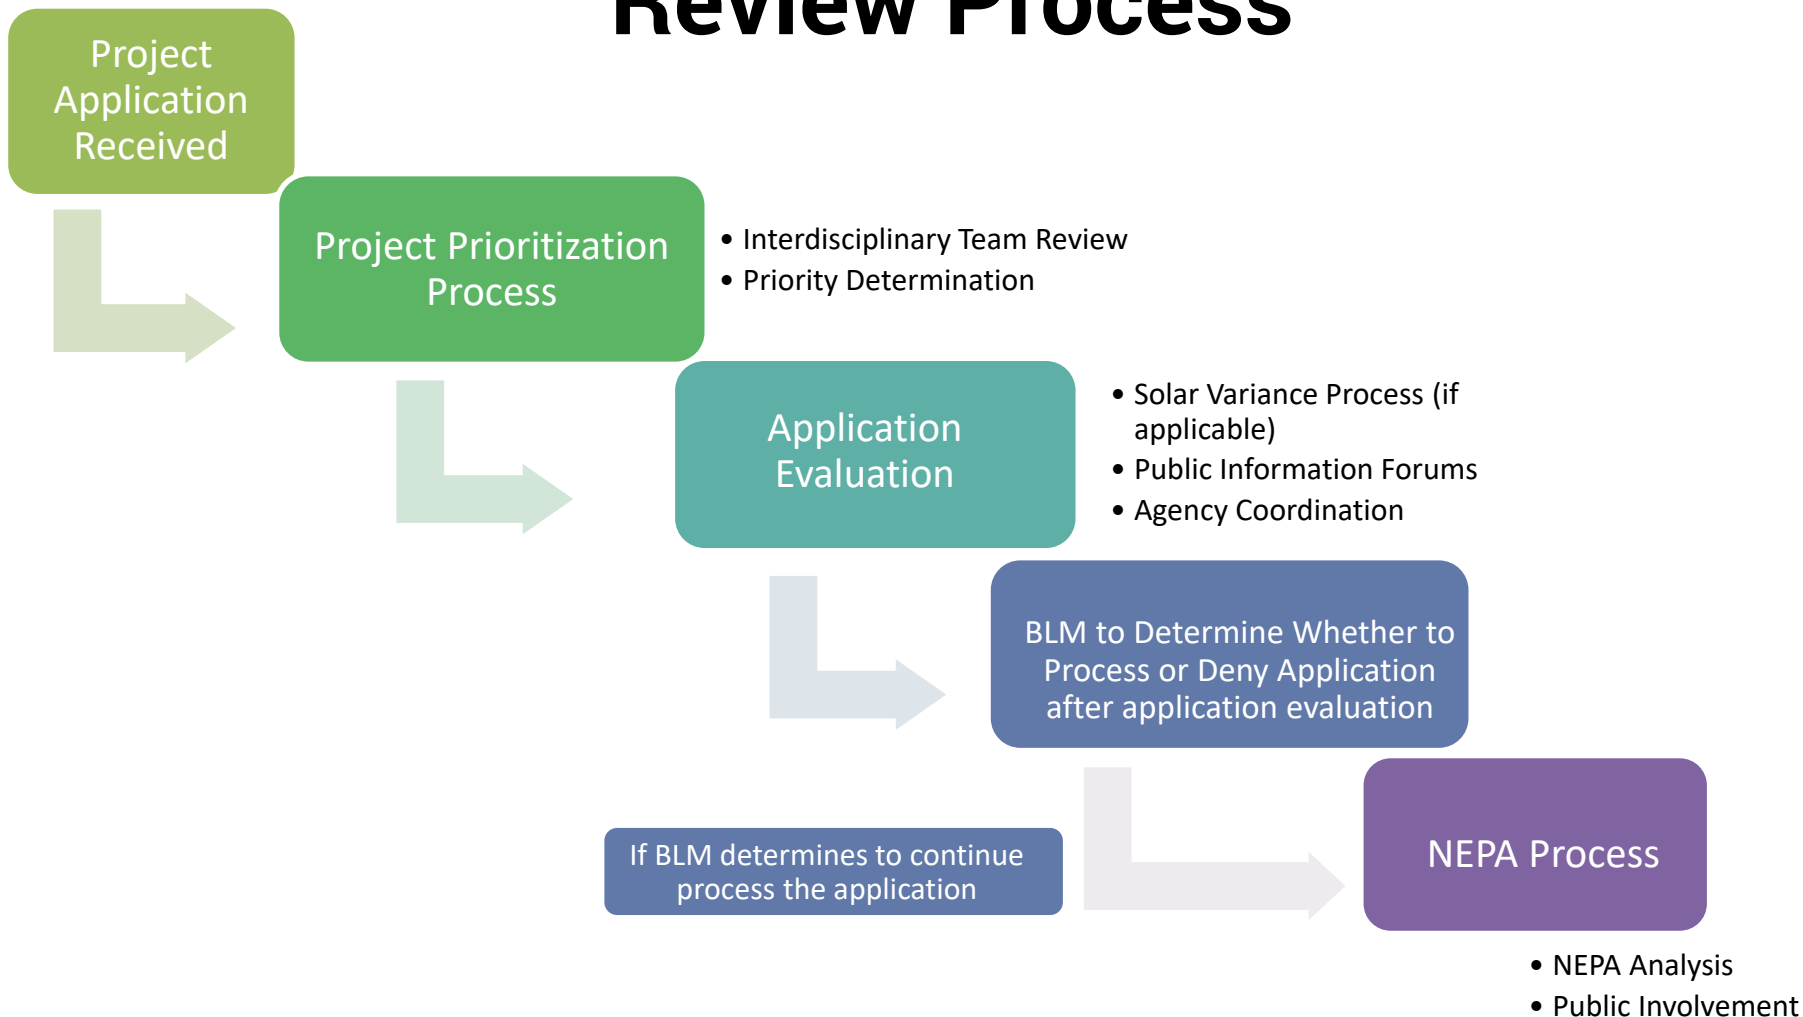 Review Process
Project
Application
Received
Project Prioritization
Process
• Interdisciplinary Team Review
• Priority Determination
Application
Evaluation
• Solar Variance Process (if
applicable)
• Public Information Forums
• Agency Coordination
BLM to Determine Whether to
Process or Deny Application
after application evaluation
If BLM determines to continue
process the application
NEPA Process
• NEPA Analysis
• Public Involvement